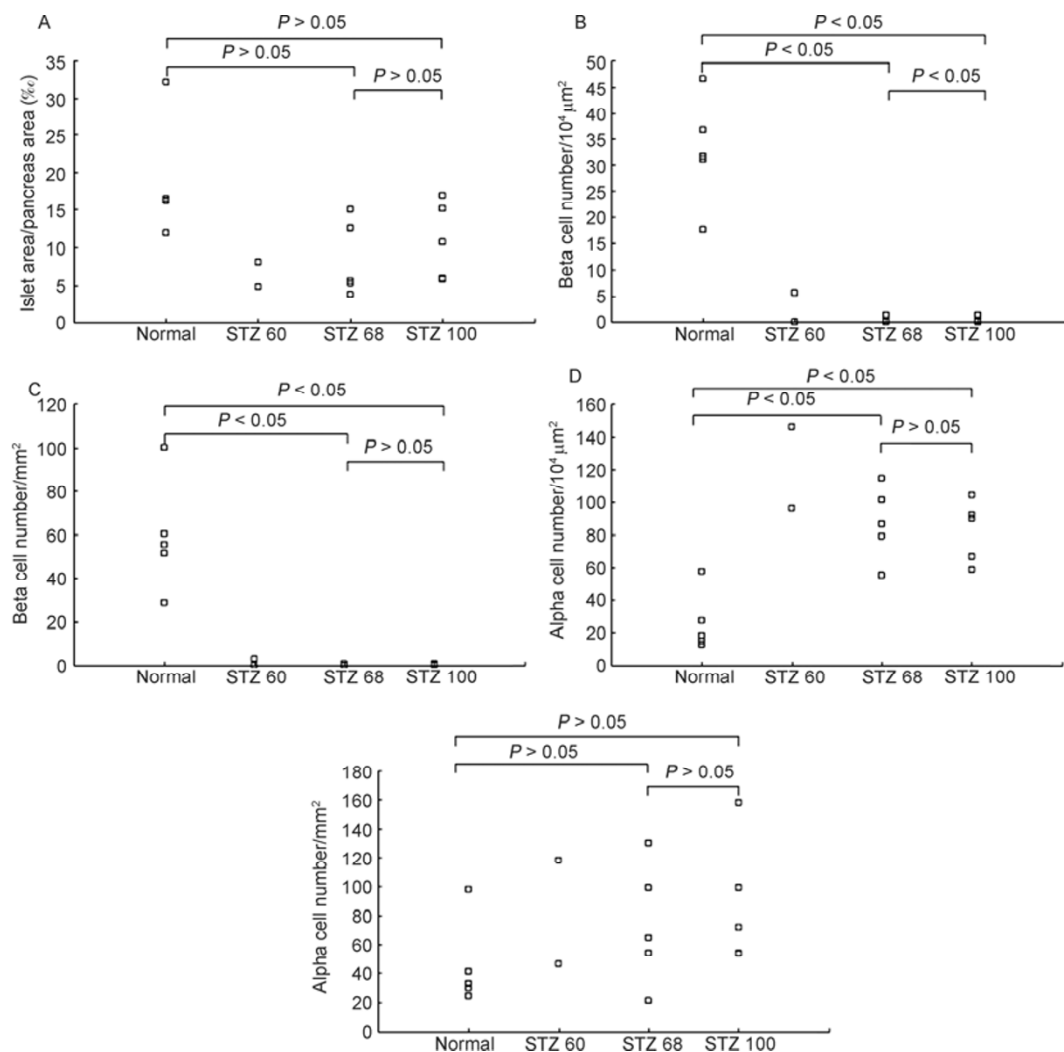 A
P > 0.05
P > 0.05
P > 0.05
Islet area/pancreas area (‰)
35
30
25
20
15
10
5
0
Normal STZ 60 STZ 68 STZ 100
B
P < 0.05
P < 0.05
P < 0.05
Beta cell number/10⁴ μm²
50
45
40
35
30
25
20
15
10
5
0
Normal STZ 60 STZ 68 STZ 100
C
P < 0.05
P < 0.05
P > 0.05
Beta cell number/mm²
120
100
80
60
40
20
0
Normal STZ 60 STZ 68 STZ 100
D
P < 0.05
P < 0.05
P > 0.05
Alpha cell number/10⁴ μm²
160
140
120
100
80
60
40
20
0
Normal STZ 60 STZ 68 STZ 100
P > 0.05
P > 0.05
P > 0.05
Alpha cell number/mm²
180
160
140
120
100
80
60
40
20
0
Normal STZ 60 STZ 68 STZ 100